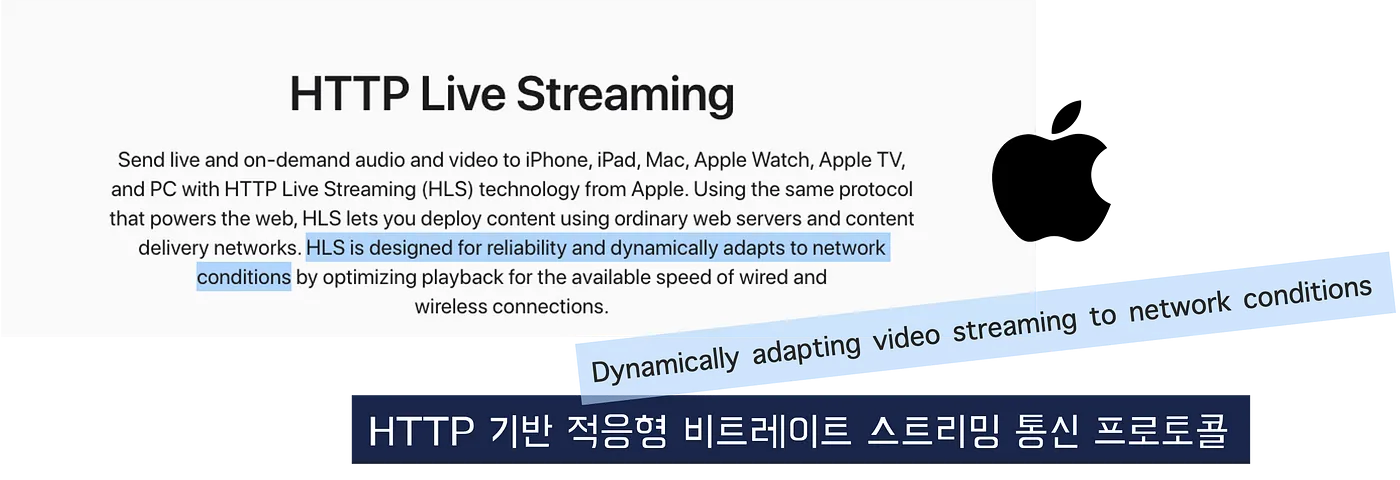 HTTP Live Streaming
Send live and on-demand audio and video to iPhone, iPad, Mac, Apple Watch, Apple TV,
and PC with HTTP Live Streaming (HLS) technology from Apple. Using the same protocol
that powers the web, HLS lets you deploy content using ordinary web servers and content
delivery networks. HLS is designed for reliability and dynamically adapts to network
conditions by optimizing playback for the available speed of wired and
wireless connections.
Dynamically adapting video streaming to network conditions
HTTP 기반 적응형 비트레이트 스트리밍 통신 프로토콜